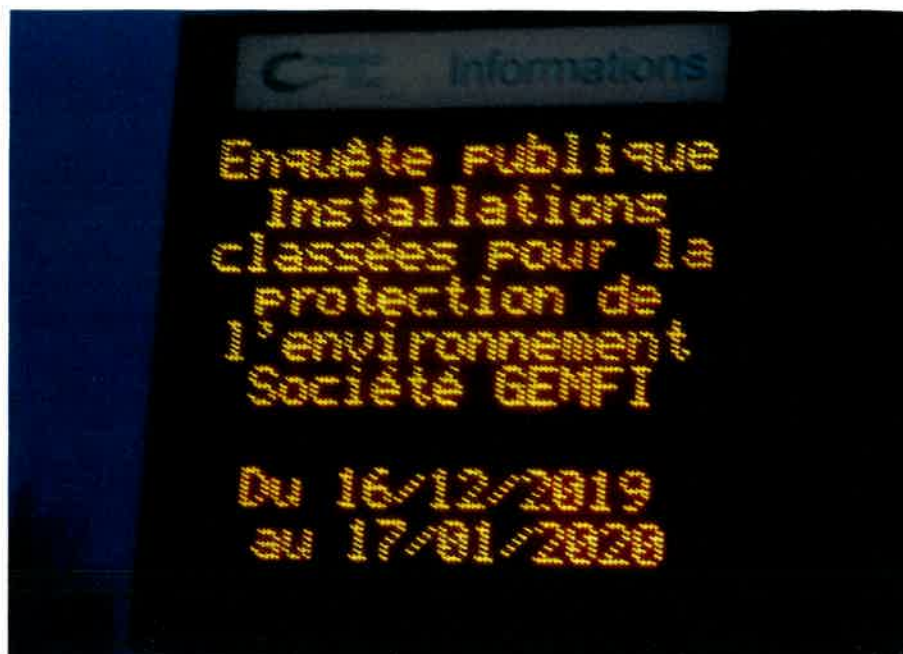 Informations
Enquête publique
Installations
classées pour la
protection de
l'environnement
Société GEMFI
Du 16/12/2019
au 17/01/2020